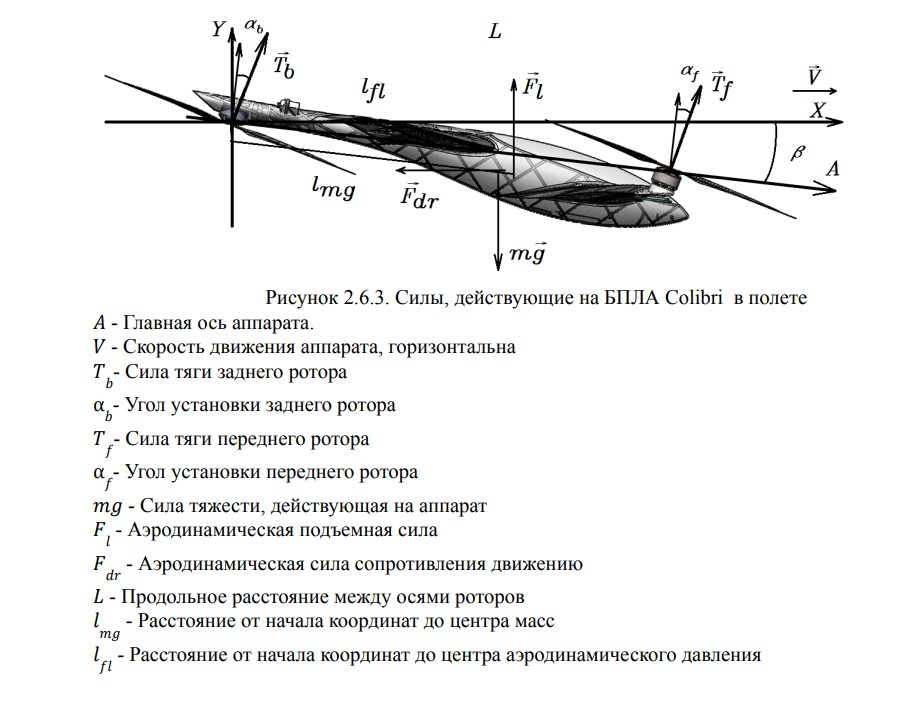 Y α_b L
T_b l_fl F_l α_f T_f V
X
β
A
l_mg F_dr
mg
Рисунок 2.6.3. Силы, действующие на БПЛА Colibri в полете
A - Главная ось аппарата.
V - Скорость движения аппарата, горизонтальна
T_b - Сила тяги заднего ротора
α_b - Угол установки заднего ротора
T_f - Сила тяги переднего ротора
α_f - Угол установки переднего ротора
mg - Сила тяжести, действующая на аппарат
F_l - Аэродинамическая подъемная сила
F_dr - Аэродинамическая сила сопротивления движению
L - Продольное расстояние между осями роторов
l_mg - Расстояние от начала координат до центра масс
l_fl - Расстояние от начала координат до центра аэродинамического давления